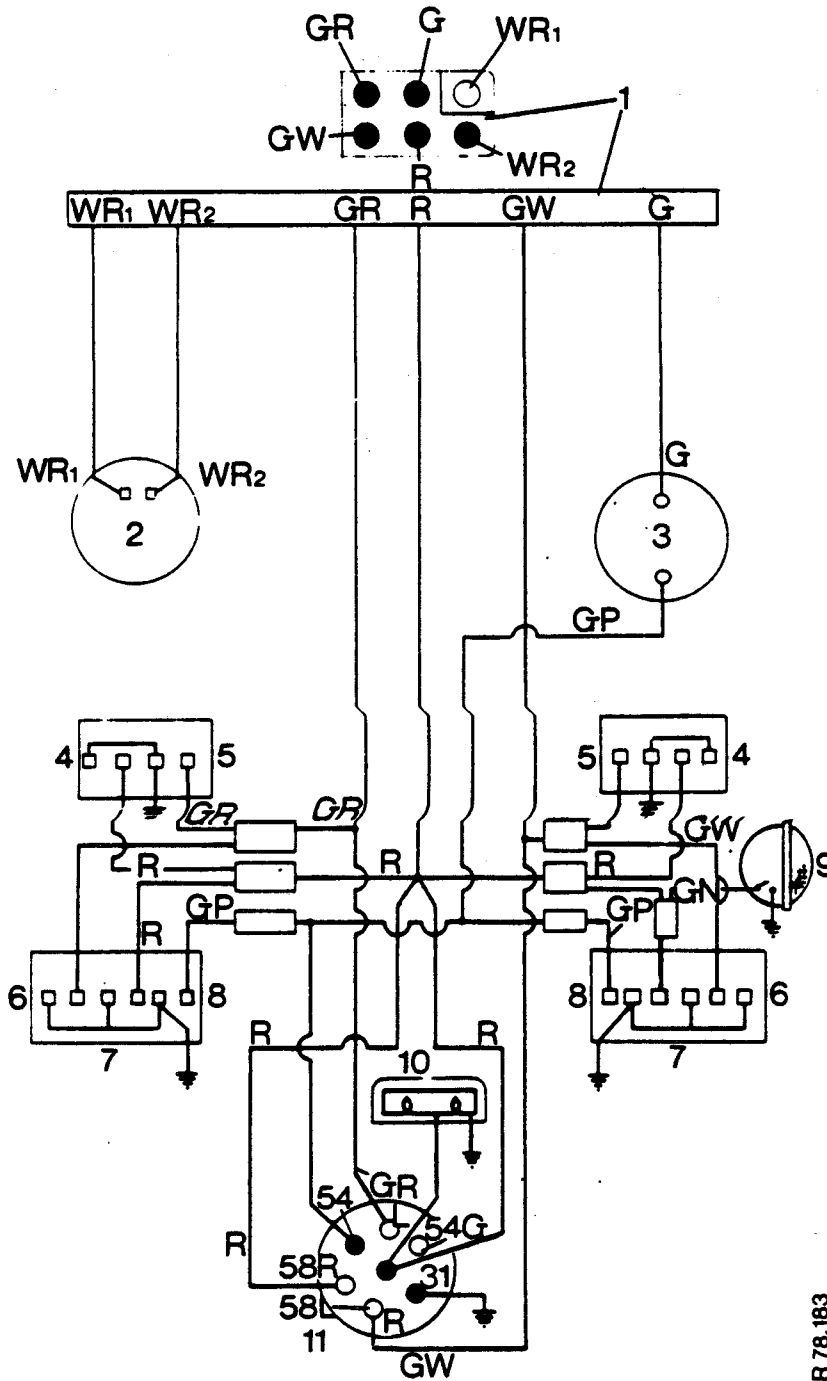 GR G WR1
1
GW WR2
R
WR1 WR2 GR R GW G
G
WR1 WR2
2 3
GP
4 5 5 4
GR GR GW
R R R GN 9
GP GP
R
6 8 8 6
7 7
R R
10
GR
54 L
54G
R
58R 31
58L R
11
GW
R 78.183